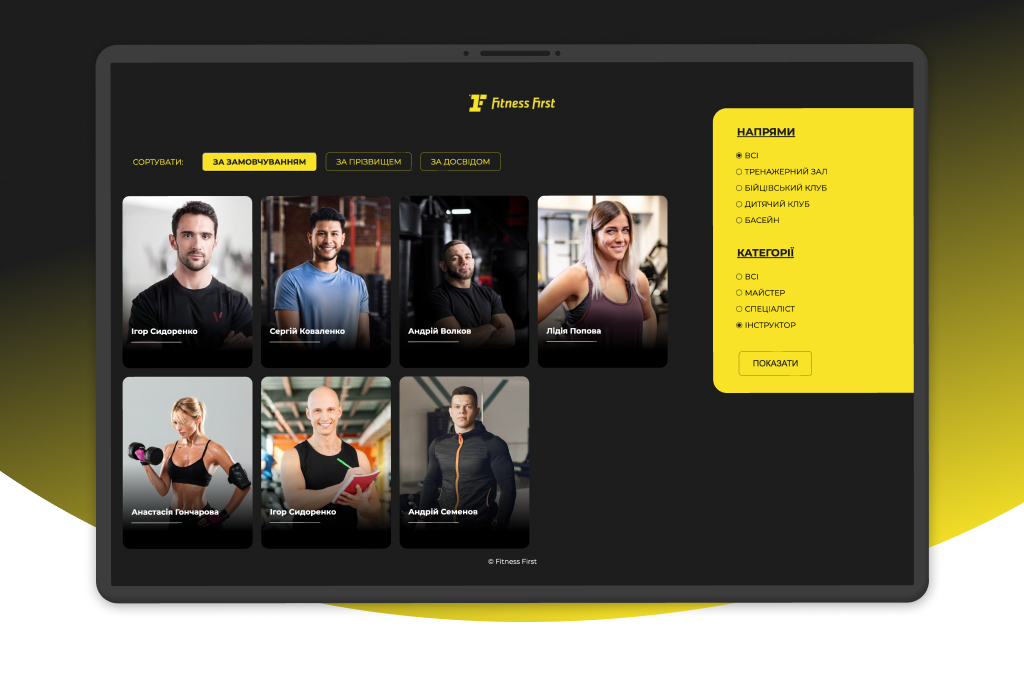 Fitness First
СОРТУВАТИ:
ЗА ЗАМОВЧУВАННЯМ
ЗА ПРІЗВИЩЕМ
ЗА ДОСВІДОМ
Ігор Сидоренко
Сергій Коваленко
Андрій Волков
Лідія Попова
Анастасія Гончарова
Ігор Сидоренко
Андрій Семенов
НАПРЯМИ
ВСІ
ТРЕНАЖЕРНИЙ ЗАЛ
БІЙЦІВСЬКИЙ КЛУБ
ДИТЯЧИЙ КЛУБ
БАСЕЙН
КАТЕГОРІЇ
ВСІ
МАЙСТЕР
СПЕЦІАЛІСТ
ІНСТРУКТОР
ПОКАЗАТИ
© Fitness First